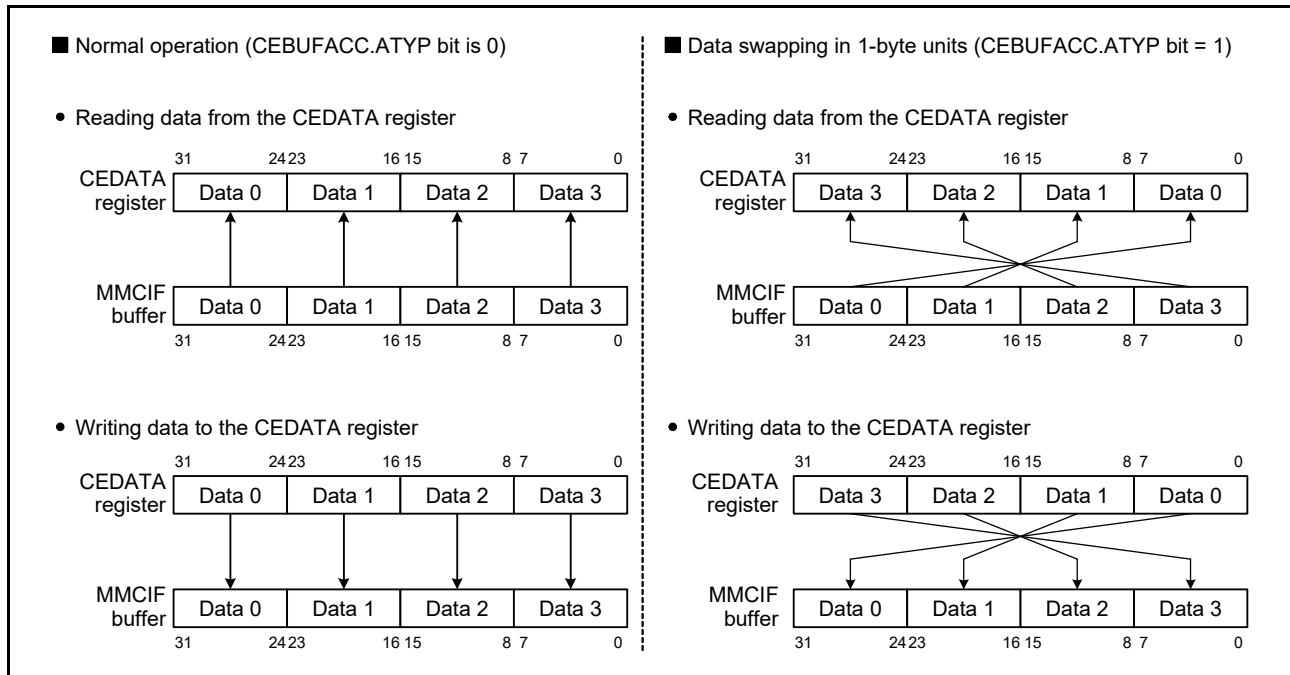 ■ Normal operation (CEBUFACC.ATYP bit is 0)
• Reading data from the CEDATA register
31 24 23 16 15 8 7 0
CEDATA register Data 0 Data 1 Data 2 Data 3
MMCIF buffer Data 0 Data 1 Data 2 Data 3
31 24 23 16 15 8 7 0
• Writing data to the CEDATA register
31 24 23 16 15 8 7 0
CEDATA register Data 0 Data 1 Data 2 Data 3
MMCIF buffer Data 0 Data 1 Data 2 Data 3
31 24 23 16 15 8 7 0
■ Data swapping in 1-byte units (CEBUFACC.ATYP bit = 1)
• Reading data from the CEDATA register
31 24 23 16 15 8 7 0
CEDATA register Data 3 Data 2 Data 1 Data 0
MMCIF buffer Data 0 Data 1 Data 2 Data 3
31 24 23 16 15 8 7 0
• Writing data to the CEDATA register
31 24 23 16 15 8 7 0
CEDATA register Data 3 Data 2 Data 1 Data 0
MMCIF buffer Data 0 Data 1 Data 2 Data 3
31 24 23 16 15 8 7 0